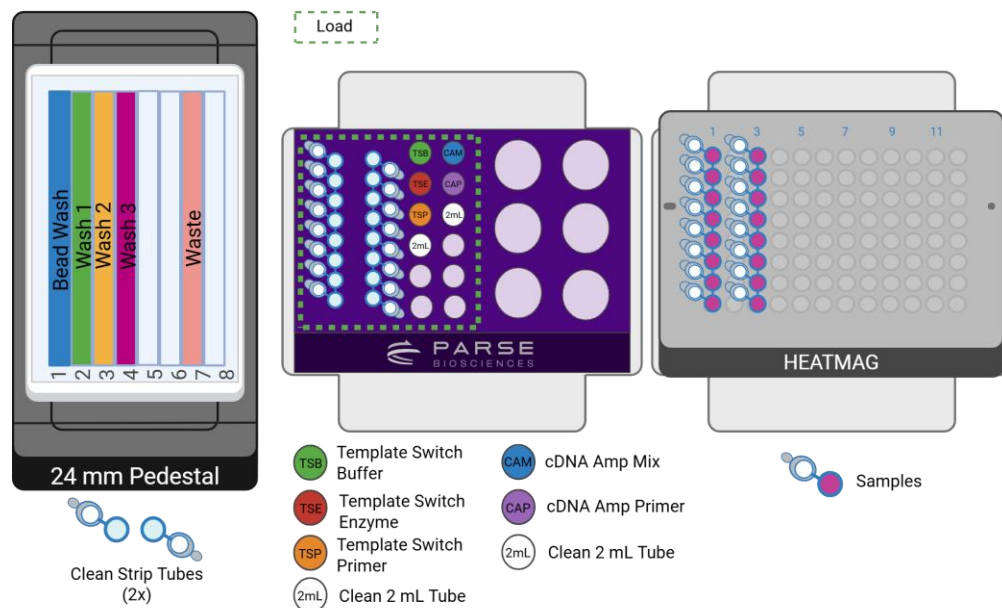 Load
Bead Wash
Wash 1
Wash 2
Wash 3
Waste
1 2 3 4 5 6 7 8
24 mm Pedestal
Clean Strip Tubes
(2x)
TSB CAM
TSE CAP
TSP 2mL
2mL
PARSE
BIOSCIENCES
1 3 5 7 9 11
HEATMAG
TSB Template Switch
Buffer
TSE Template Switch
Enzyme
TSP Template Switch
Primer
2mL Clean 2 mL Tube
CAM cDNA Amp Mix
CAP cDNA Amp Primer
2mL Clean 2 mL Tube
Samples